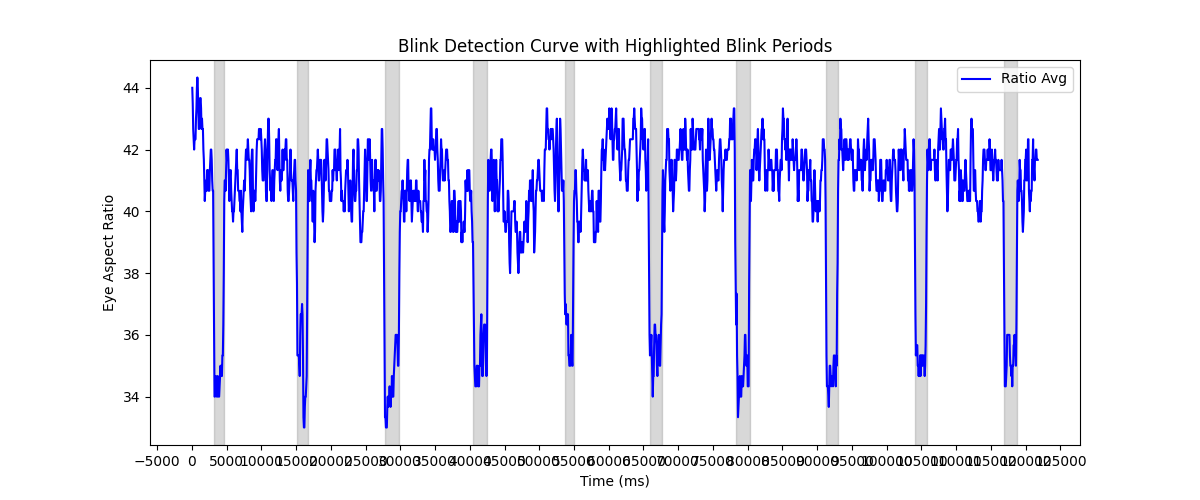 Blink Detection Curve with Highlighted Blink Periods
Ratio Avg
44
42
40
38
36
34
Eye Aspect Ratio
−5000 0 5000 10000 15000 20000 25000 30000 35000 40000 45000 50000 55000 60000 65000 70000 75000 80000 85000 90000 95000 100000 105000 110000 115000 120000 125000
Time (ms)